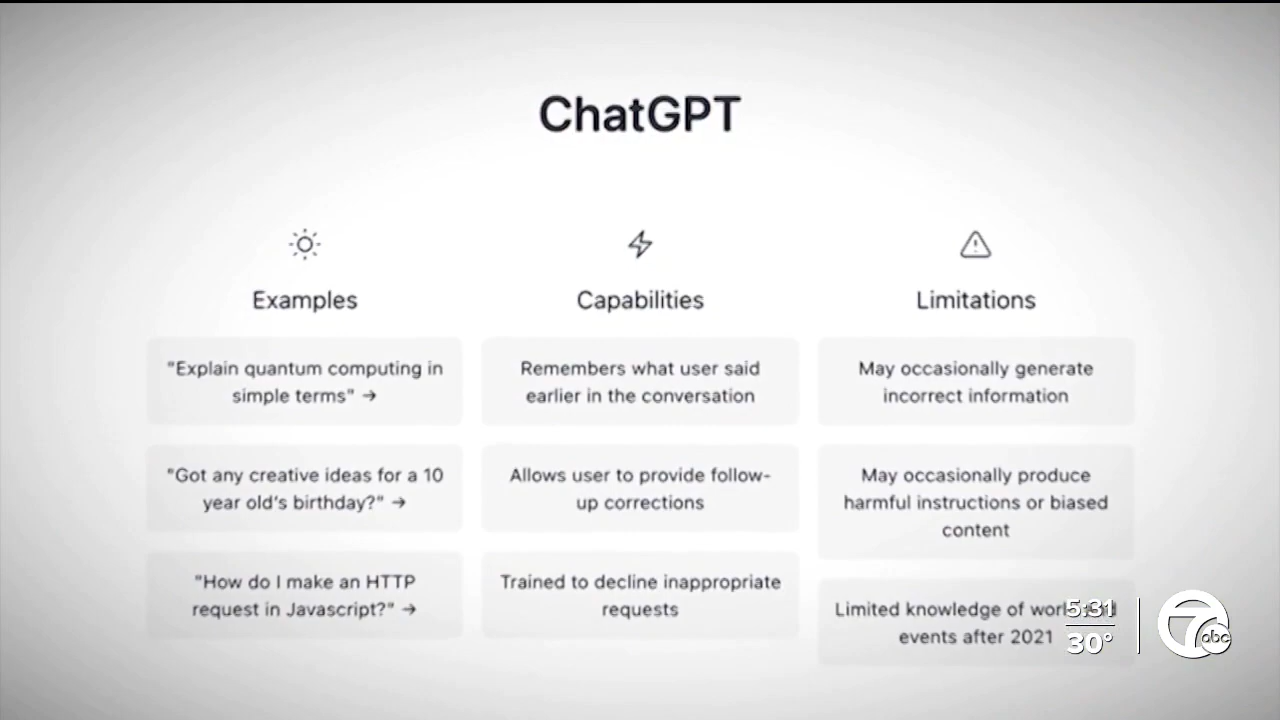 ChatGPT
Examples
"Explain quantum computing in
simple terms" →
"Got any creative ideas for a 10
year old's birthday?" →
"How do I make an HTTP
request in Javascript?" →
Capabilities
Remembers what user said
earlier in the conversation
Allows user to provide follow-
up corrections
Trained to decline inappropriate
requests
Limitations
May occasionally generate
incorrect information
May occasionally produce
harmful instructions or biased
content
Limited knowledge of
events after 2021
5:31
30°
7
abc